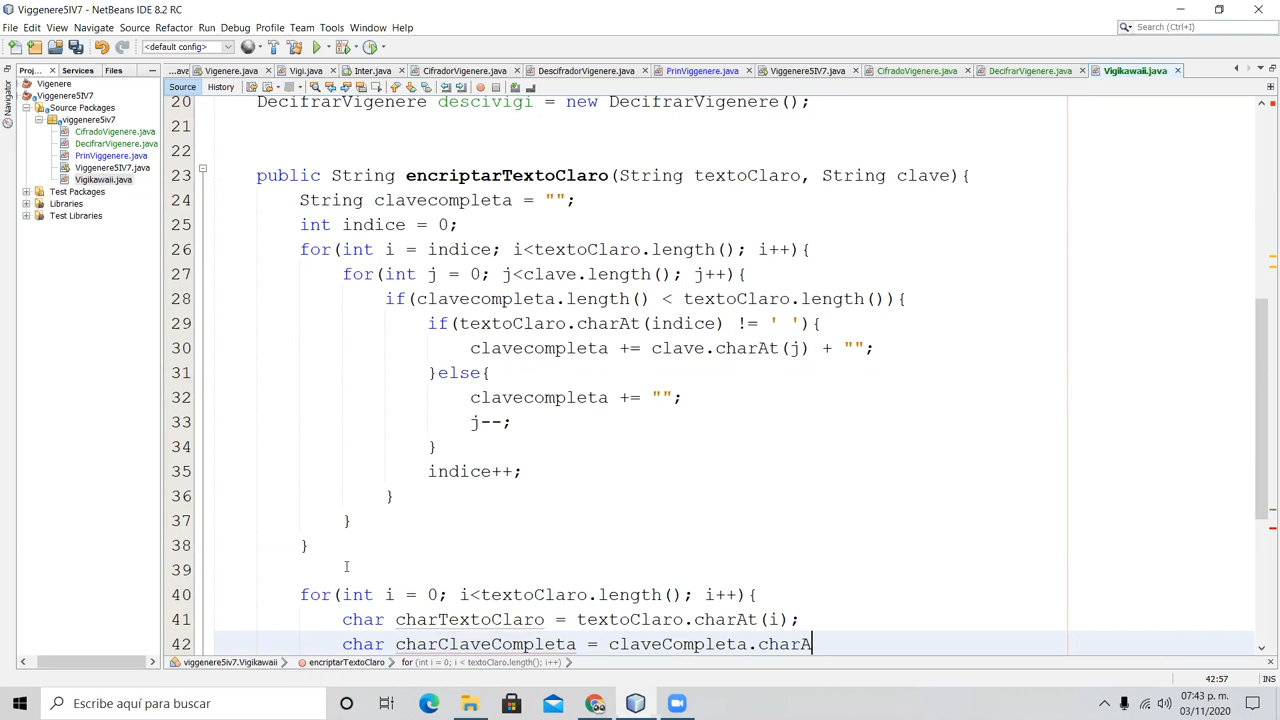 Viggenere5IV7 - NetBeans IDE 8.2 RC
File Edit View Navigate Source Refactor Run Debug Profile Team Tools Window Help
Search (Ctrl+I)
<default config>
Proj... Services Files
...ava Vigenere.java Vigi.java Inter.java CifradorVigenere.java DescifradorVigenere.java PrinViggenere.java Viggenere5IV7.java CifradoVigenere.java DecifrarVigenere.java Vigikawaii.java
Navigator
Vigenere
Viggenere5IV7
Source Packages
viggenere5iv7
CifradoVigenere.java
DecifrarVigenere.java
PrinViggenere.java
Viggenere5IV7.java
Vigikawaii.java
Test Packages
Libraries
Test Libraries
Source History
20 DecifrarVigenere descivigi = new DecifrarVigenere();
21
22
23 public String encriptarTextoClaro(String textoClaro, String clave){
24 String clavecompleta = "";
25 int indice = 0;
26 for(int i = indice; i<textoClaro.length(); i++){
27 for(int j = 0; j<clave.length(); j++){
28 if(clavecompleta.length() < textoClaro.length()){
29 if(textoClaro.charAt(indice) != ' '){
30 clavecompleta += clave.charAt(j) + "";
31 }else{
32 clavecompleta += "";
33 j--;
34 }
35 indice++;
36 }
37 }
38 }
39
40 for(int i = 0; i<textoClaro.length(); i++){
41 char charTextoClaro = textoClaro.charAt(i);
42 char charClaveCompleta = claveCompleta.charA
viggenere5iv7.Vigikawaii encriptarTextoClaro for (int i = 0; i < textoClaro.length(); i++)
42:57 INS
Escribe aquí para buscar
07:43 p. m.
03/11/2020